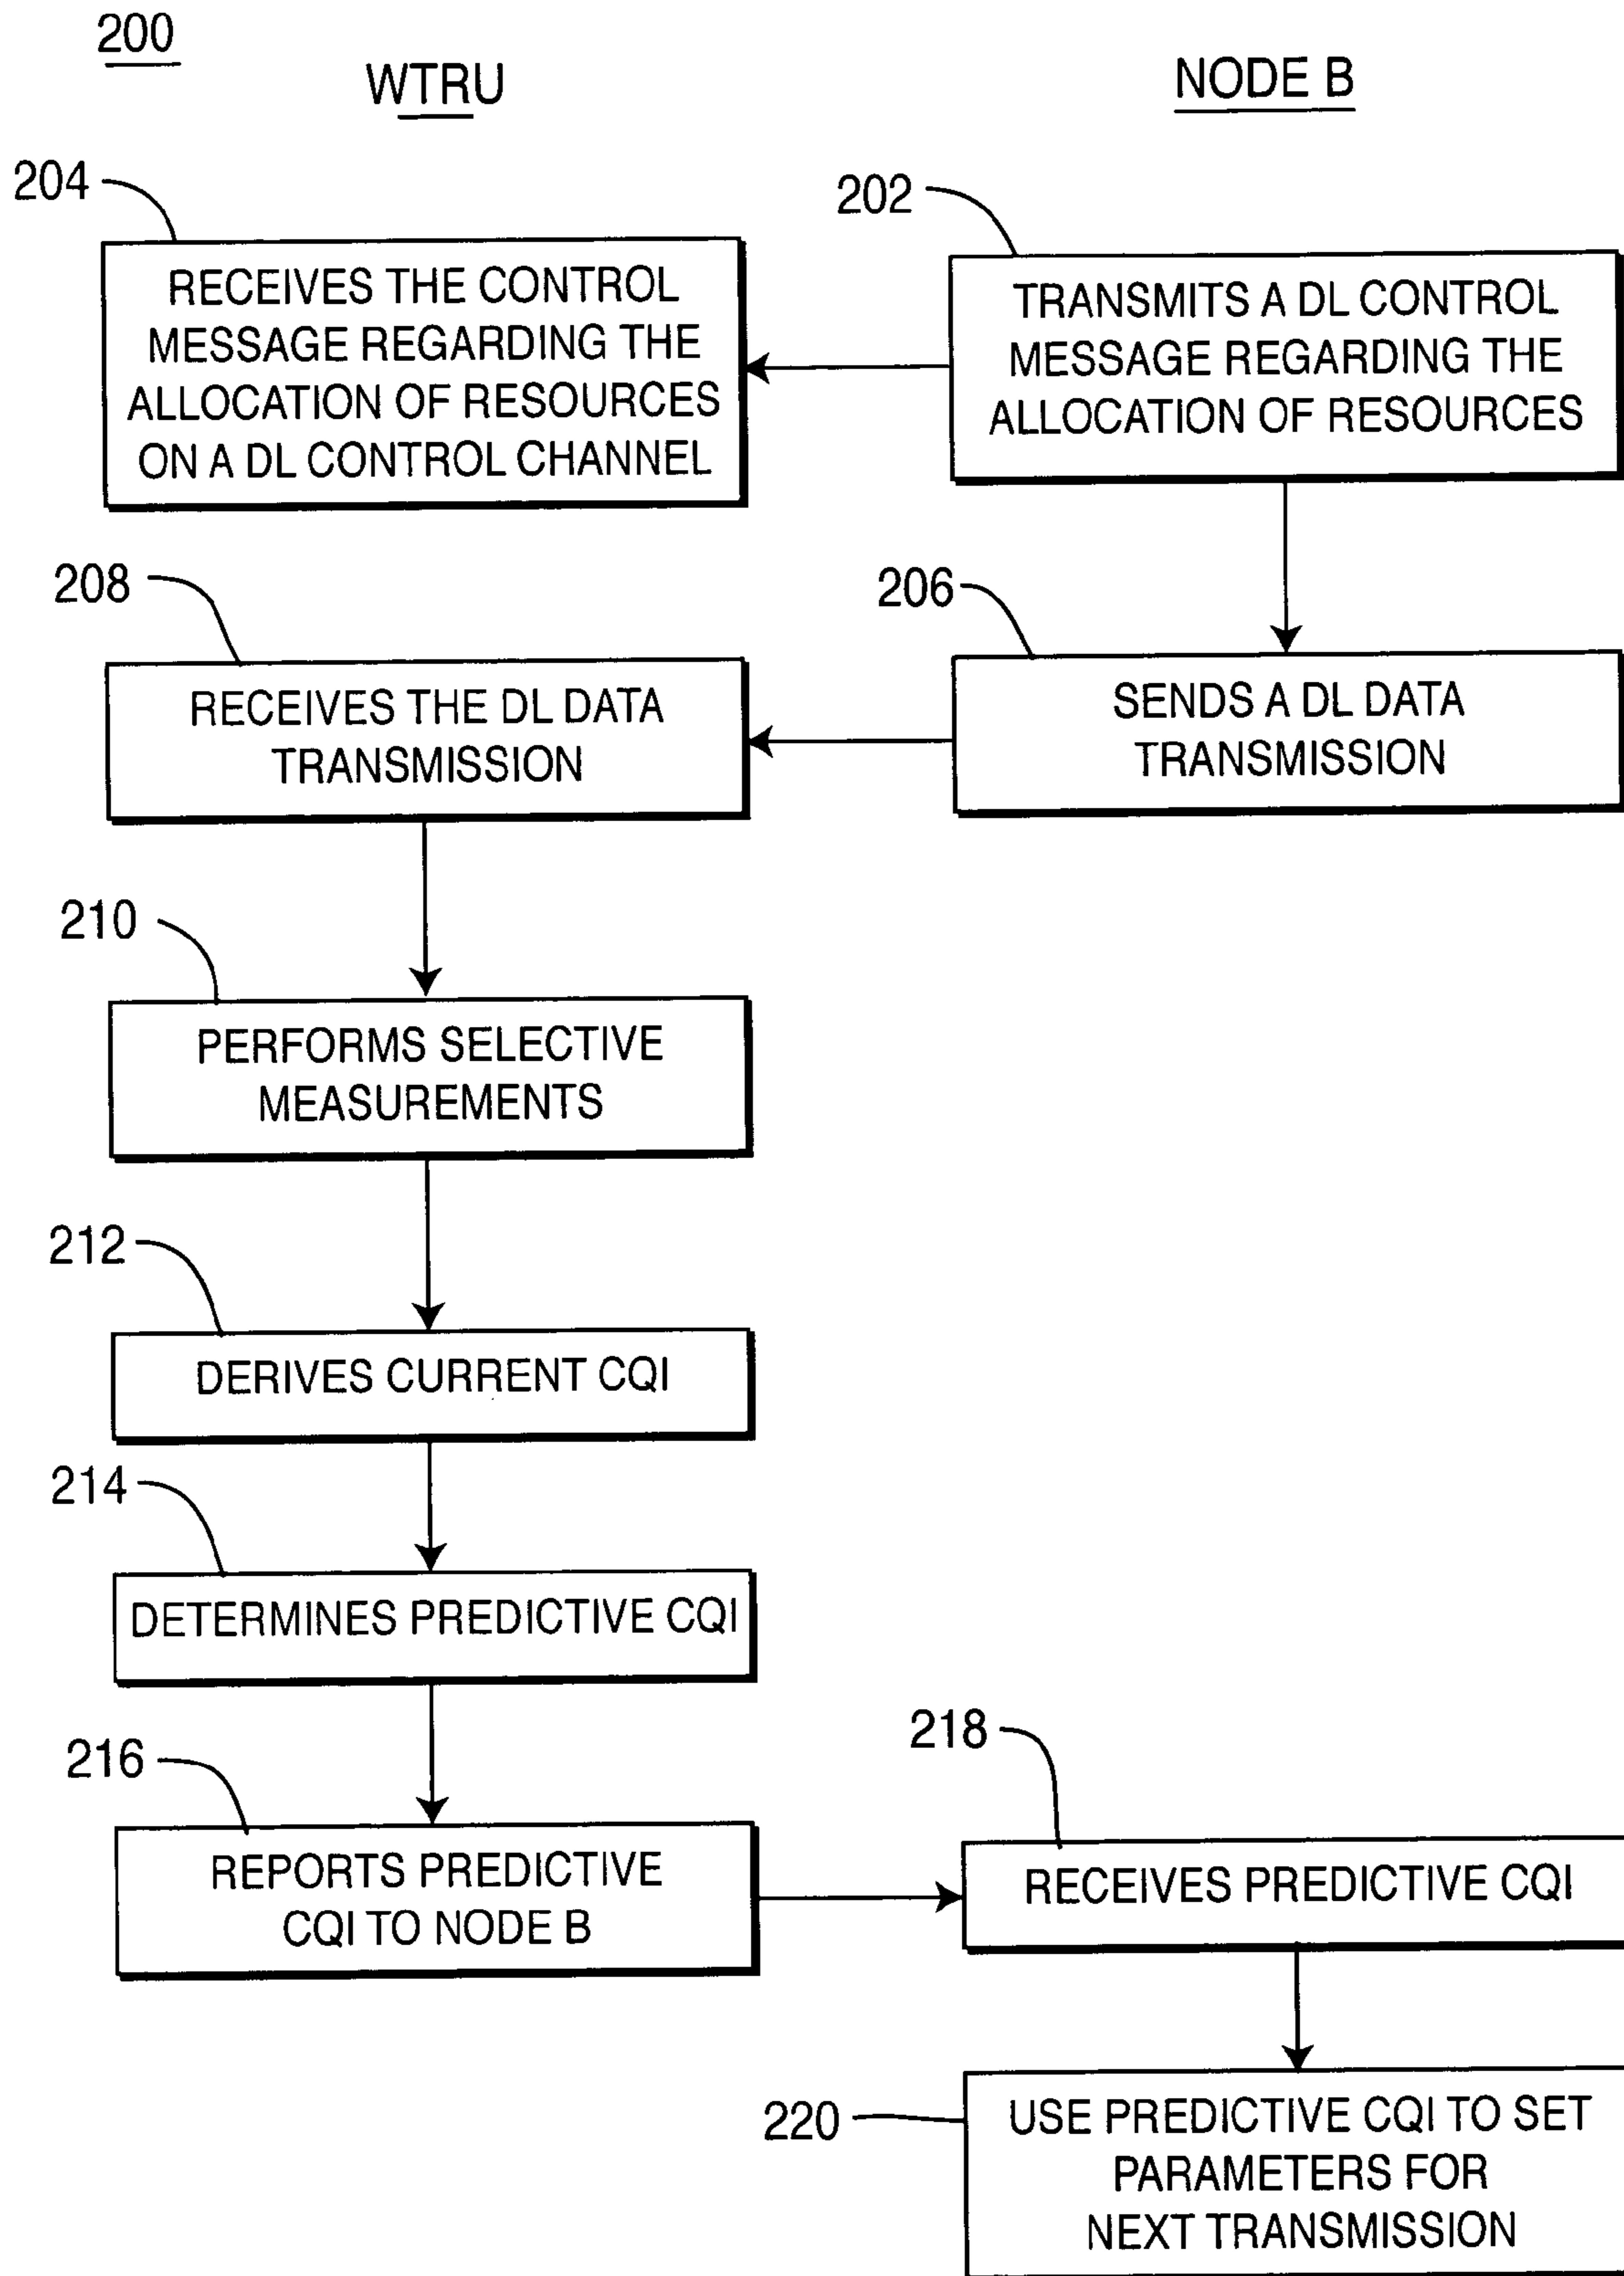 200
WTRU
NODE B
204
202
RECEIVES THE CONTROL
MESSAGE REGARDING THE
ALLOCATION OF RESOURCES
ON A DL CONTROL CHANNEL
TRANSMITS A DL CONTROL
MESSAGE REGARDING THE
ALLOCATION OF RESOURCES
208
206
RECEIVES THE DL DATA
TRANSMISSION
SENDS A DL DATA
TRANSMISSION
210
PERFORMS SELECTIVE
MEASUREMENTS
212
DERIVES CURRENT CQI
214
DETERMINES PREDICTIVE CQI
216
218
REPORTS PREDICTIVE
CQI TO NODE B
RECEIVES PREDICTIVE CQI
220
USE PREDICTIVE CQI TO SET
PARAMETERS FOR
NEXT TRANSMISSION